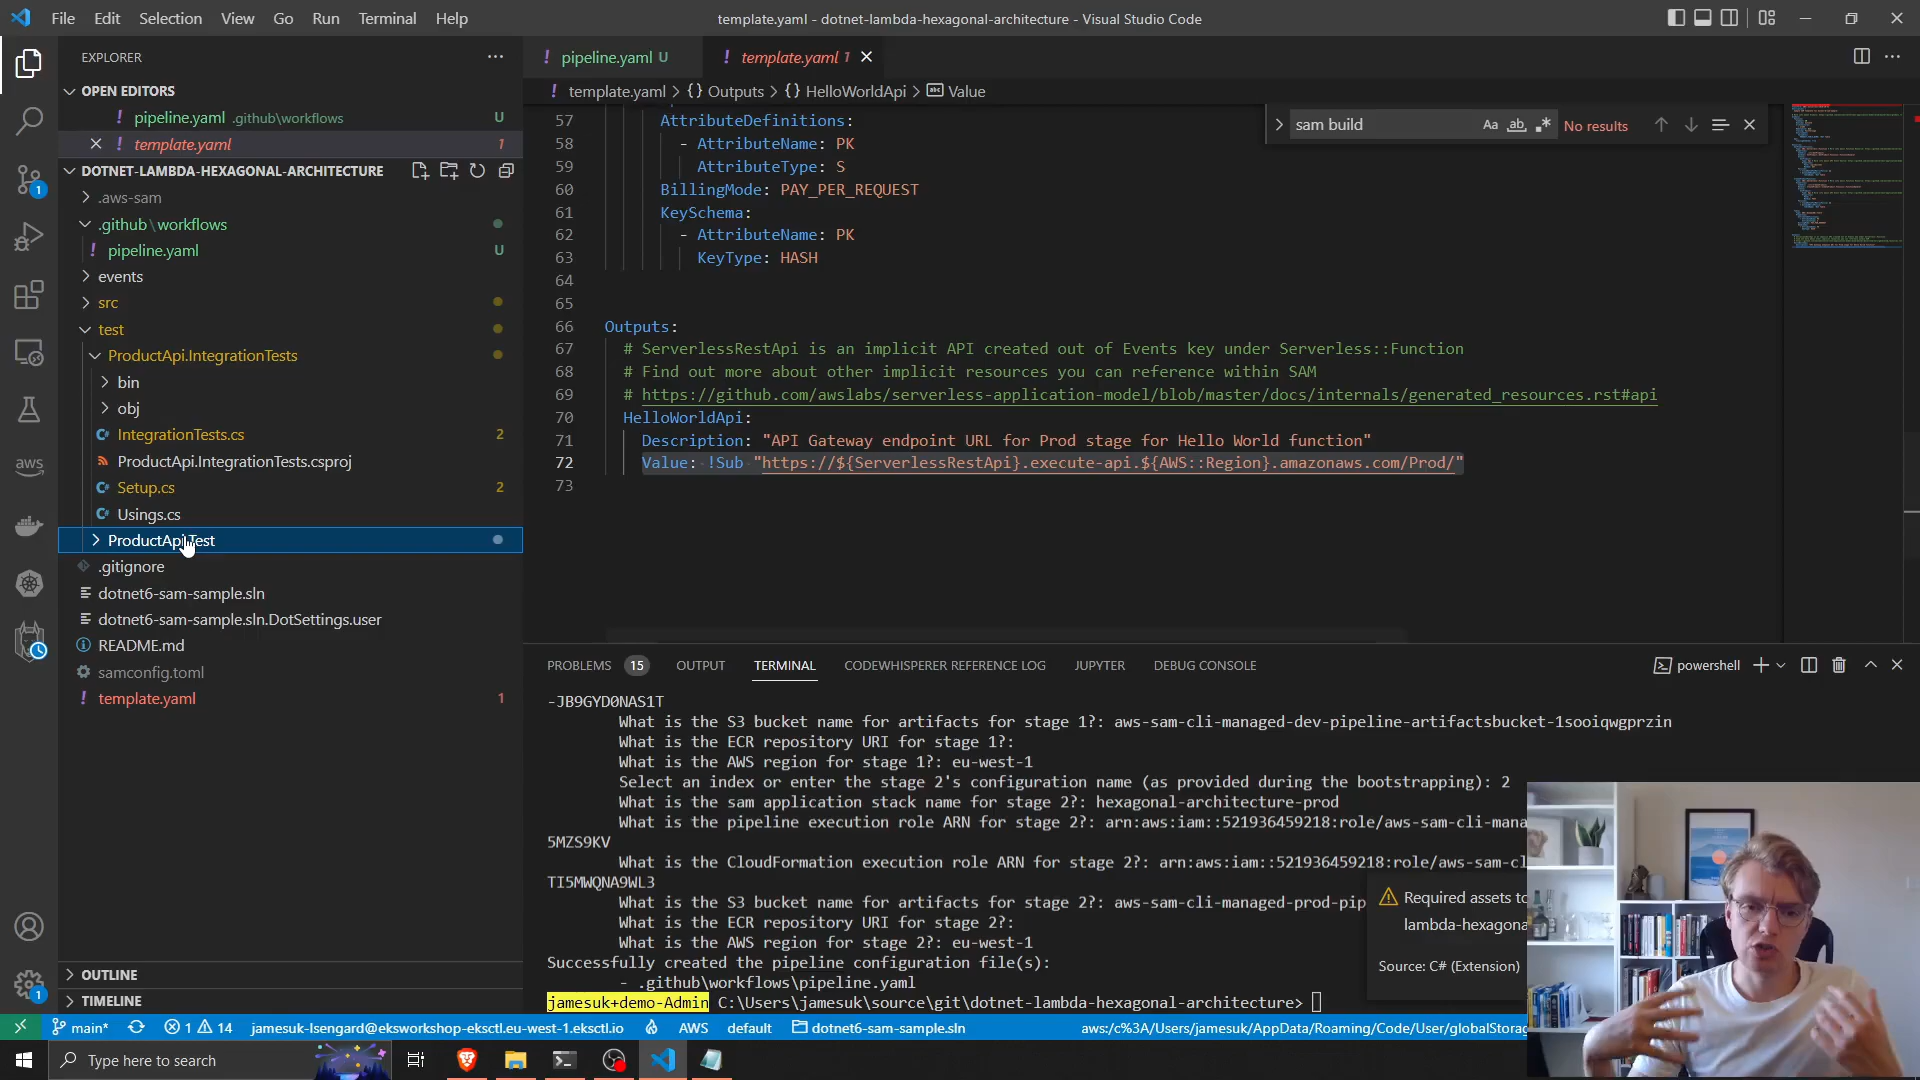 File Edit Selection View Go Run Terminal Help
template.yaml - dotnet-lambda-hexagonal-architecture - Visual Studio Code
EXPLORER
OPEN EDITORS
pipeline.yaml .github\workflows U
template.yaml 1
DOTNET-LAMBDA-HEXAGONAL-ARCHITECTURE
.aws-sam
.github\workflows
pipeline.yaml U
events
src
test
ProductApi.IntegrationTests
bin
obj
IntegrationTests.cs 2
ProductApi.IntegrationTests.csproj
Setup.cs 2
Usings.cs
ProductApi.Test
.gitignore
dotnet6-sam-sample.sln
dotnet6-sam-sample.sln.DotSettings.user
README.md
samconfig.toml
template.yaml 1
OUTLINE
TIMELINE
pipeline.yaml U
template.yaml 1
template.yaml > {} Outputs > {} HelloWorldApi > Value
sam build
Aa ab
No results
57 AttributeDefinitions:
58 - AttributeName: PK
59 AttributeType: S
60 BillingMode: PAY_PER_REQUEST
61 KeySchema:
62 - AttributeName: PK
63 KeyType: HASH
64
65
66 Outputs:
67 # ServerlessRestApi is an implicit API created out of Events key under Serverless::Function
68 # Find out more about other implicit resources you can reference within SAM
69 # https://github.com/awslabs/serverless-application-model/blob/master/docs/internals/generated_resources.rst#api
70 HelloWorldApi:
71 Description: "API Gateway endpoint URL for Prod stage for Hello World function"
72 Value: !Sub "https://${ServerlessRestApi}.execute-api.${AWS::Region}.amazonaws.com/Prod/"
73
PROBLEMS 15 OUTPUT TERMINAL CODEWHISPERER REFERENCE LOG JUPYTER DEBUG CONSOLE
powershell
-JB9GYD0NAS1T
What is the S3 bucket name for artifacts for stage 1?: aws-sam-cli-managed-dev-pipeline-artifactsbucket-1sooiqwgprzin
What is the ECR repository URI for stage 1?:
What is the AWS region for stage 1?: eu-west-1
Select an index or enter the stage 2's configuration name (as provided during the bootstrapping): 2
What is the sam application stack name for stage 2?: hexagonal-architecture-prod
What is the pipeline execution role ARN for stage 2?: arn:aws:iam::521936459218:role/aws-sam-cli-mana
5MZS9KV
What is the CloudFormation execution role ARN for stage 2?: arn:aws:iam::521936459218:role/aws-sam-cl
TI5MWQNA9WL3
What is the S3 bucket name for artifacts for stage 2?: aws-sam-cli-managed-prod-pip
What is the ECR repository URI for stage 2?:
What is the AWS region for stage 2?: eu-west-1
Successfully created the pipeline configuration file(s):
- .github\workflows\pipeline.yaml
jamesuk+demo-Admin C:\Users\jamesuk\source\git\dotnet-lambda-hexagonal-architecture>
Required assets to
lambda-hexagona
Source: C# (Extension)
main* 1 14 jamesuk-Isengard@eksworkshop-eksctl.eu-west-1.eksctl.io AWS default dotnet6-sam-sample.sln aws:/c%3A/Users/jamesuk/AppData/Roaming/Code/User/globalStorag
Type here to search